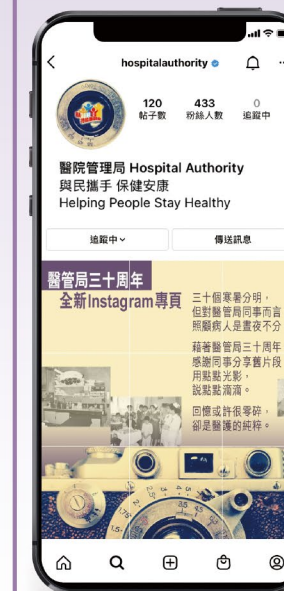 hospitalauthority
120 433 0
帖子數 粉絲人數 追蹤中
醫院管理局 Hospital Authority
與民攜手 保健安康
Helping People Stay Healthy
追蹤中 傳送訊息
醫管局三十周年
全新Instagram專頁
三十個寒暑分明，
但對醫管局同事而言
照顧病人是晝夜不分
藉著醫管局三十周年
感謝同事分享舊片段
用點點光影，
說點點滴滴。
回憶或許很零碎，
卻是醫護的純粹。